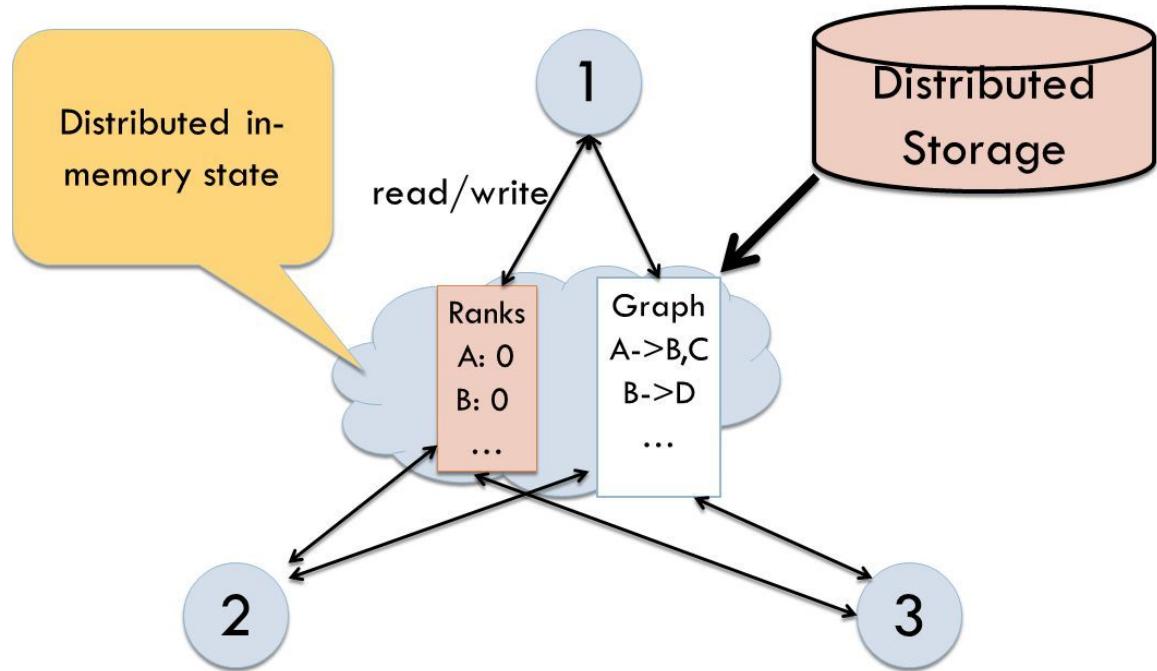 1
Distributed
Storage
Distributed in-
memory state
read/write
Ranks
A: 0
B: 0
...
Graph
A->B,C
B->D
...
2
3